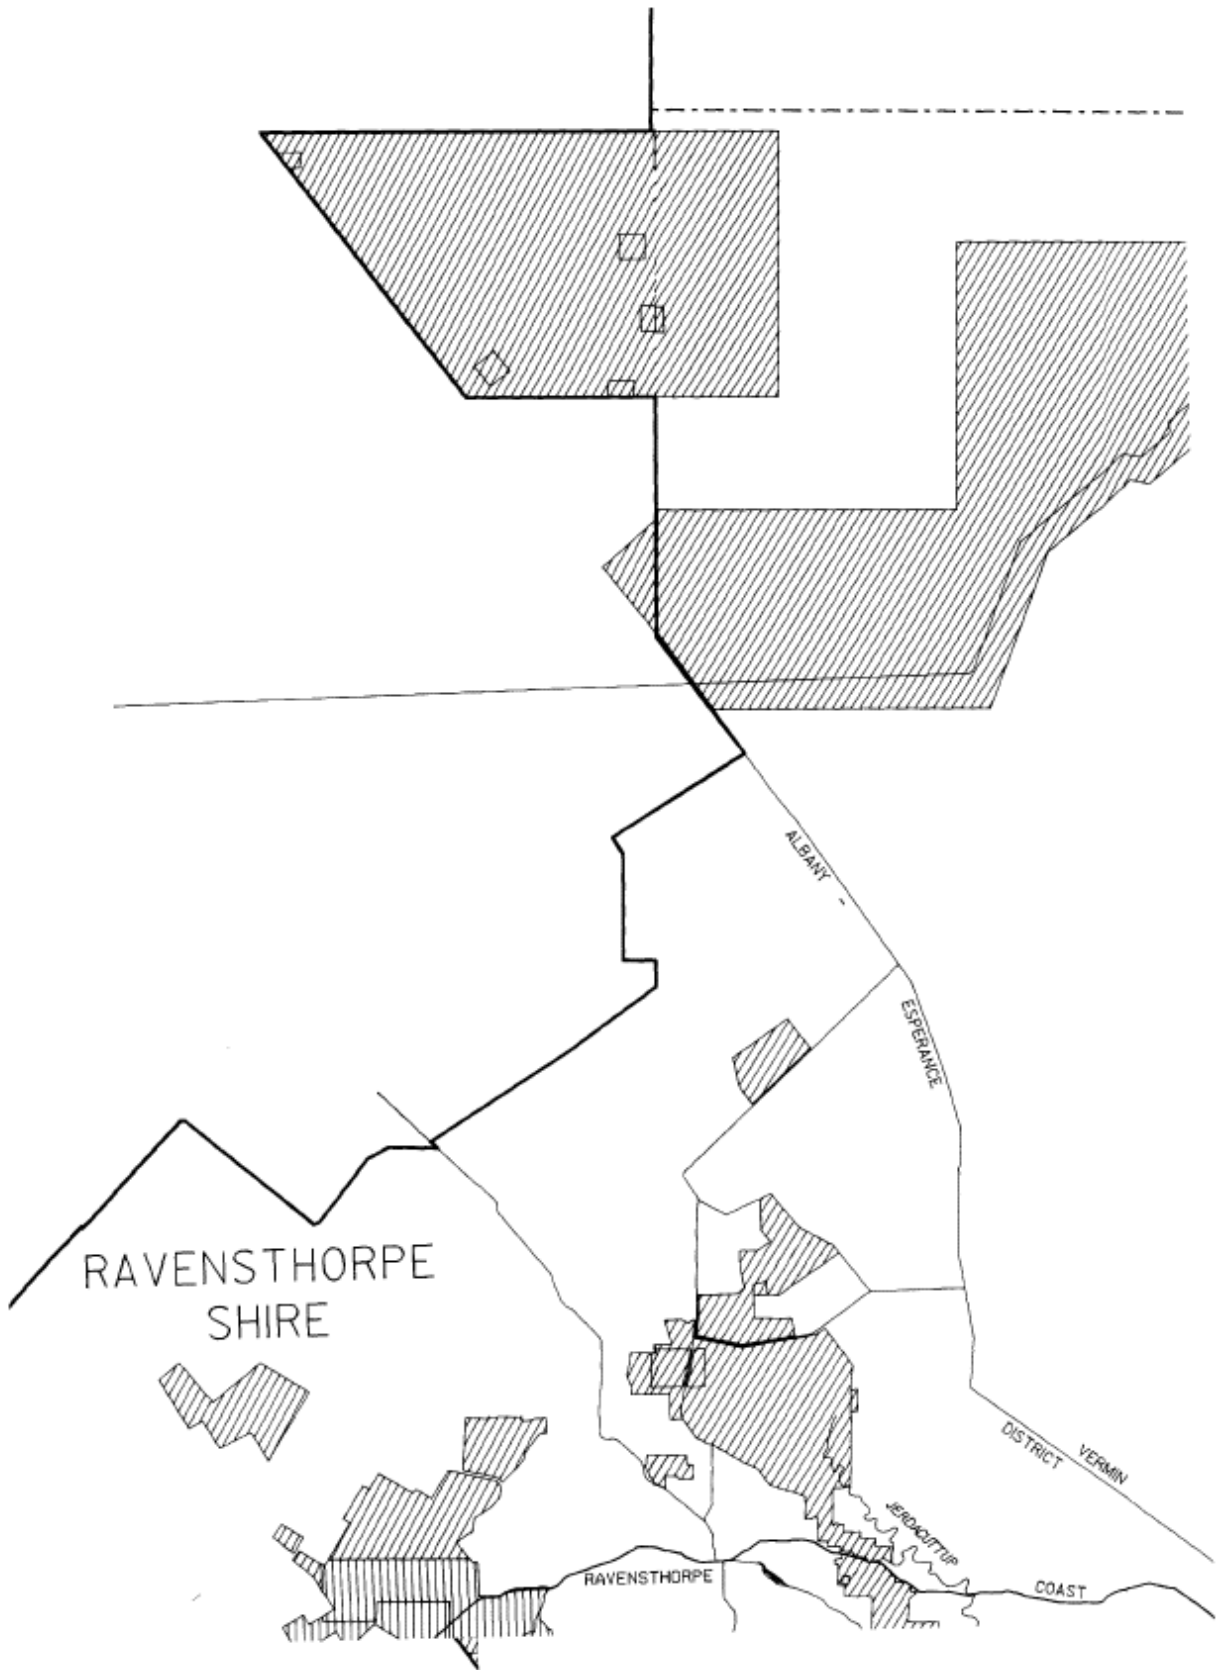 ALBANY -
ESPERANCE
RAVENSTHORPE
SHIRE
DISTRICT
VERMIN
JERDACUTTUP
RAVENSTHORPE
COAST